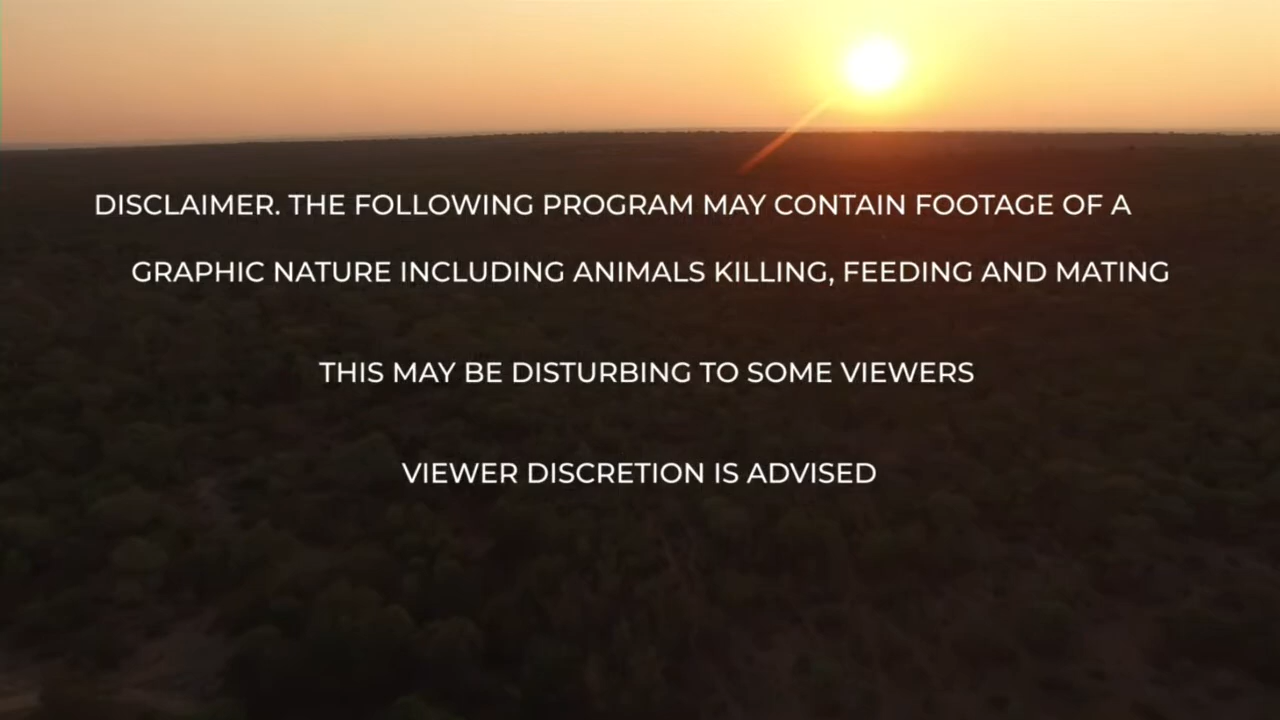 DISCLAIMER. THE FOLLOWING PROGRAM MAY CONTAIN FOOTAGE OF A
GRAPHIC NATURE INCLUDING ANIMALS KILLING, FEEDING AND MATING
THIS MAY BE DISTURBING TO SOME VIEWERS
VIEWER DISCRETION IS ADVISED